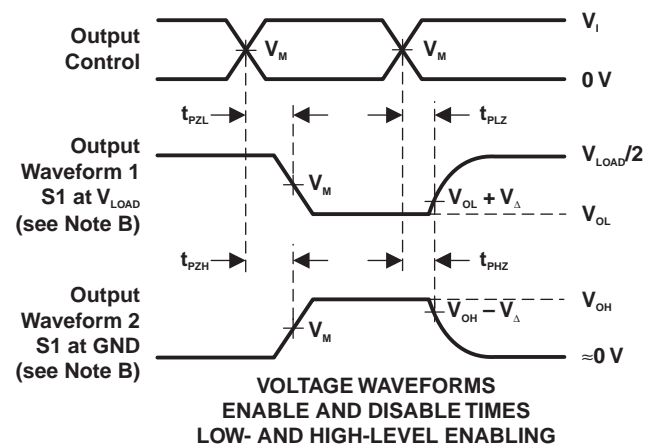 Output
Control
V_M
V_M
V_I
0 V
t_PZL
t_PLZ
Output
Waveform 1
S1 at V_LOAD
(see Note B)
V_M
V_OL + V_Δ
V_LOAD/2
V_OL
t_PZH
t_PHZ
Output
Waveform 2
S1 at GND
(see Note B)
V_M
V_OH − V_Δ
V_OH
≈0 V
VOLTAGE WAVEFORMS
ENABLE AND DISABLE TIMES
LOW- AND HIGH-LEVEL ENABLING